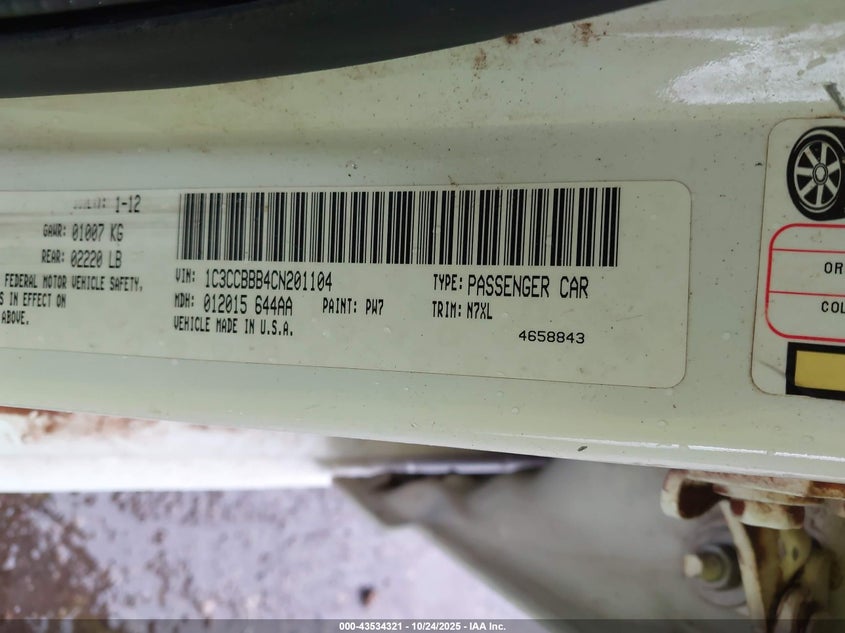 1-12
GAWR: 01007 KG
REAR: 02220 LB
FEDERAL MOTOR VEHICLE SAFETY,
S IN EFFECT ON
ABOVE.
VIN: 1C3CCBBB4CN201104
TYPE: PASSENGER CAR
MDH: 012015 644AA PAINT: PW7
TRIM: N7XL
VEHICLE MADE IN U.S.A.
4658843
OR
COL
000-43534321 - 10/24/2025 - IAA Inc.